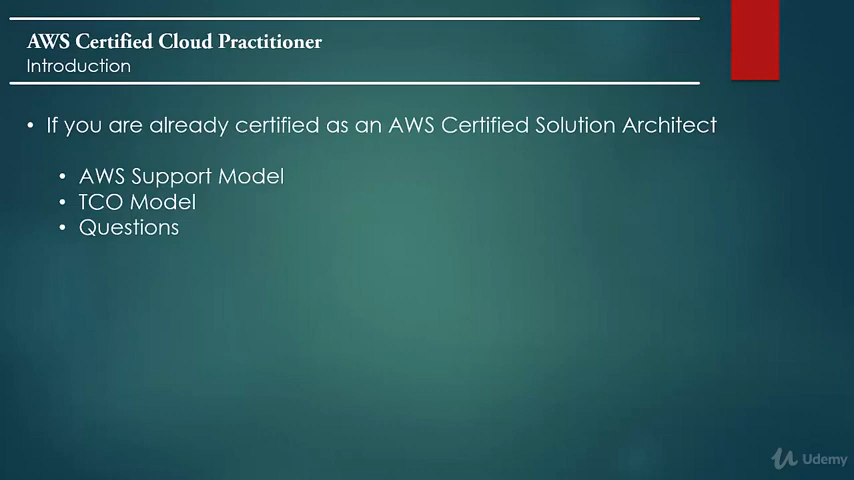 AWS Certified Cloud Practitioner
Introduction
• If you are already certified as an AWS Certified Solution Architect
• AWS Support Model
• TCO Model
• Questions
Udemy